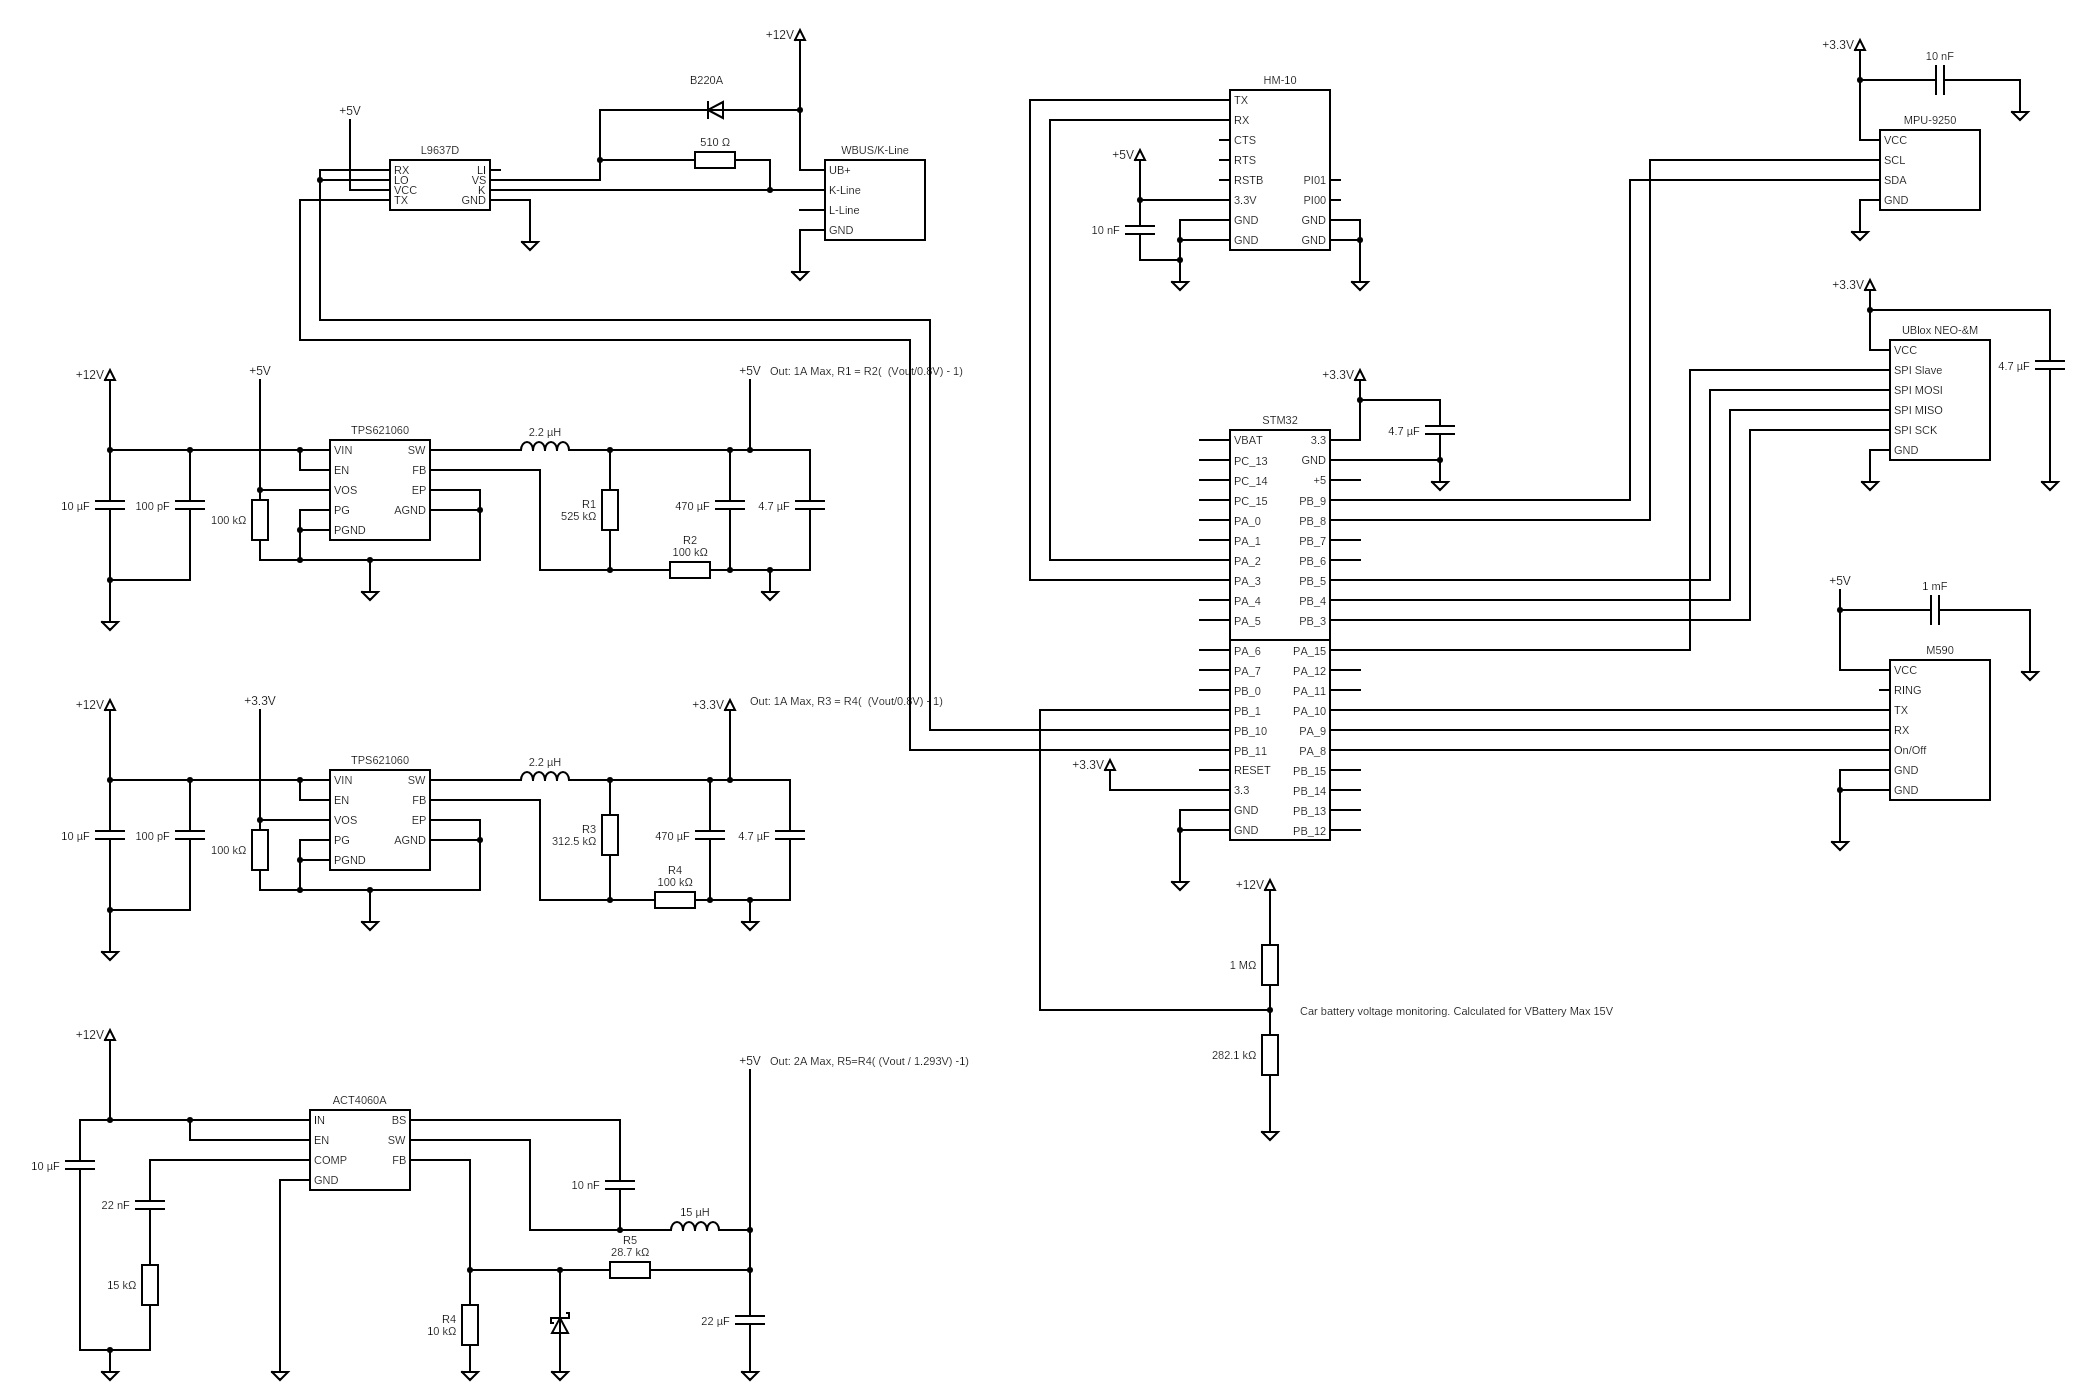 +12V
B220A
+5V
510 Ω
L9637D
RX
LO
VCC
TX
LI
VS
K
GND
WBUS/K-Line
UB+
K-Line
L-Line
GND
HM-10
TX
RX
CTS
RTS
RSTB
3.3V
GND
GND
PI01
PI00
GND
GND
+5V
10 nF
+3.3V
10 nF
MPU-9250
VCC
SCL
SDA
GND
+3.3V
UBlox NEO-&M
VCC
SPI Slave
SPI MOSI
SPI MISO
SPI SCK
GND
4.7 µF
+12V
+5V
TPS621060
VIN
EN
VOS
PG
PGND
SW
FB
EP
AGND
10 µF
100 pF
100 kΩ
2.2 µH
R1
525 kΩ
R2
100 kΩ
470 µF
4.7 µF
+5V Out: 1A Max, R1 = R2( (Vout/0.8V) - 1)
+3.3V
4.7 µF
STM32
VBAT
PC_13
PC_14
PC_15
PA_0
PA_1
PA_2
PA_3
PA_4
PA_5
PA_6
PA_7
PB_0
PB_1
PB_10
PB_11
RESET
3.3
GND
GND
3.3
GND
+5
PB_9
PB_8
PB_7
PB_6
PB_5
PB_4
PB_3
PA_15
PA_12
PA_11
PA_10
PA_9
PA_8
PB_15
PB_14
PB_13
PB_12
+3.3V
+5V
1 mF
M590
VCC
RING
TX
RX
On/Off
GND
GND
+12V
+3.3V
TPS621060
VIN
EN
VOS
PG
PGND
SW
FB
EP
AGND
10 µF
100 pF
100 kΩ
2.2 µH
R3
312.5 kΩ
R4
100 kΩ
470 µF
4.7 µF
+3.3V
Out: 1A Max, R3 = R4( (Vout/0.8V) - 1)
+12V
1 MΩ
Car battery voltage monitoring. Calculated for VBattery Max 15V
282.1 kΩ
+12V
ACT4060A
IN
EN
COMP
GND
BS
SW
FB
10 µF
22 nF
15 kΩ
10 nF
15 µH
R5
28.7 kΩ
R4
10 kΩ
22 µF
+5V Out: 2A Max, R5=R4( (Vout / 1.293V) -1)